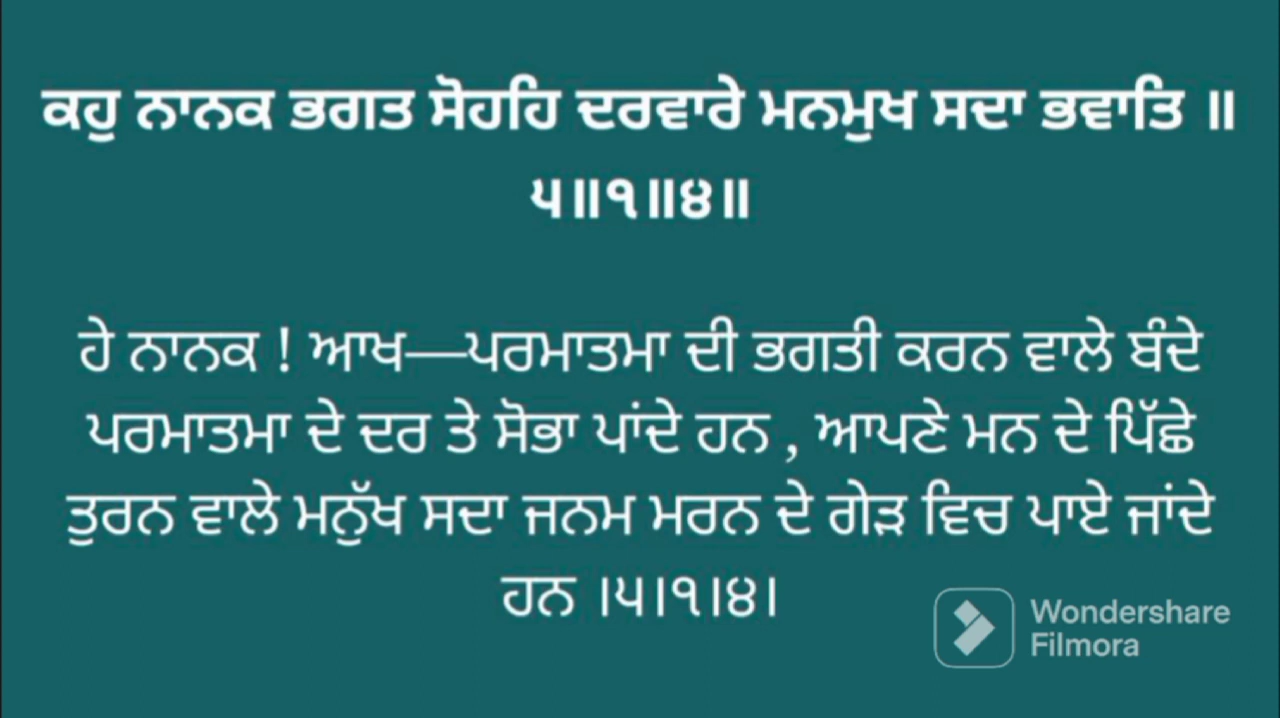 ਕਹੁ ਨਾਨਕ ਭਗਤ ਸੋਹਹਿ ਦਰਵਾਰੇ ਮਨਮੁਖ ਸਦਾ ਭਵਾਤਿ ॥
੫॥੧॥੪॥
ਹੇ ਨਾਨਕ ! ਆਖ—ਪਰਮਾਤਮਾ ਦੀ ਭਗਤੀ ਕਰਨ ਵਾਲੇ ਬੰਦੇ
ਪਰਮਾਤਮਾ ਦੇ ਦਰ ਤੇ ਸੋਭਾ ਪਾਂਦੇ ਹਨ , ਆਪਣੇ ਮਨ ਦੇ ਪਿੱਛੇ
ਤੁਰਨ ਵਾਲੇ ਮਨੁੱਖ ਸਦਾ ਜਨਮ ਮਰਨ ਦੇ ਗੇੜ ਵਿਚ ਪਾਏ ਜਾਂਦੇ
ਹਨ ।੫।੧।੪।
Wondershare
Filmora